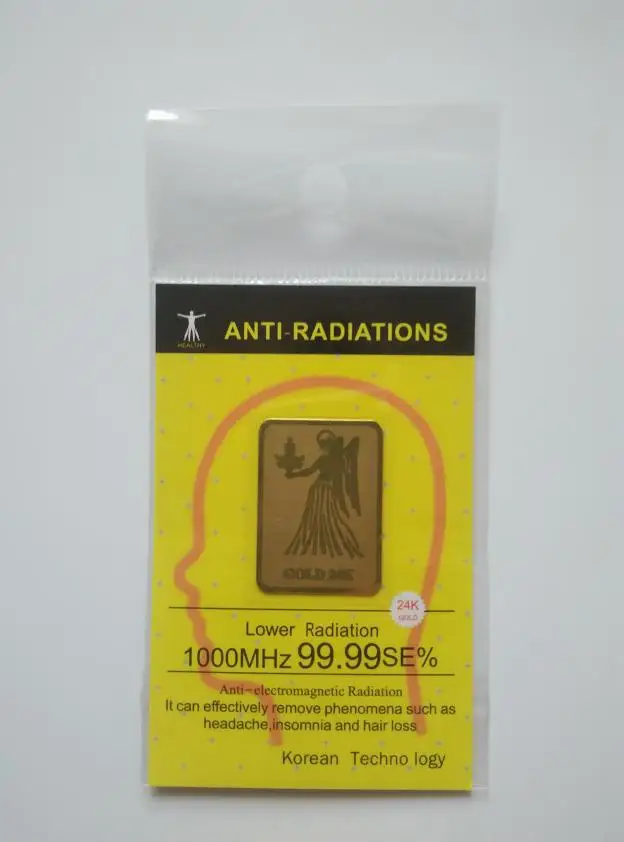 HEALTHY
ANTI-RADIATIONS
GOLD ME
24K
GOLD
Lower Radiation
1000MHz 99.99SE%
Anti-electromagnetic Radiation
It can effectively remove phenomena such as
headache,insomnia and hair loss
Korean Techno logy